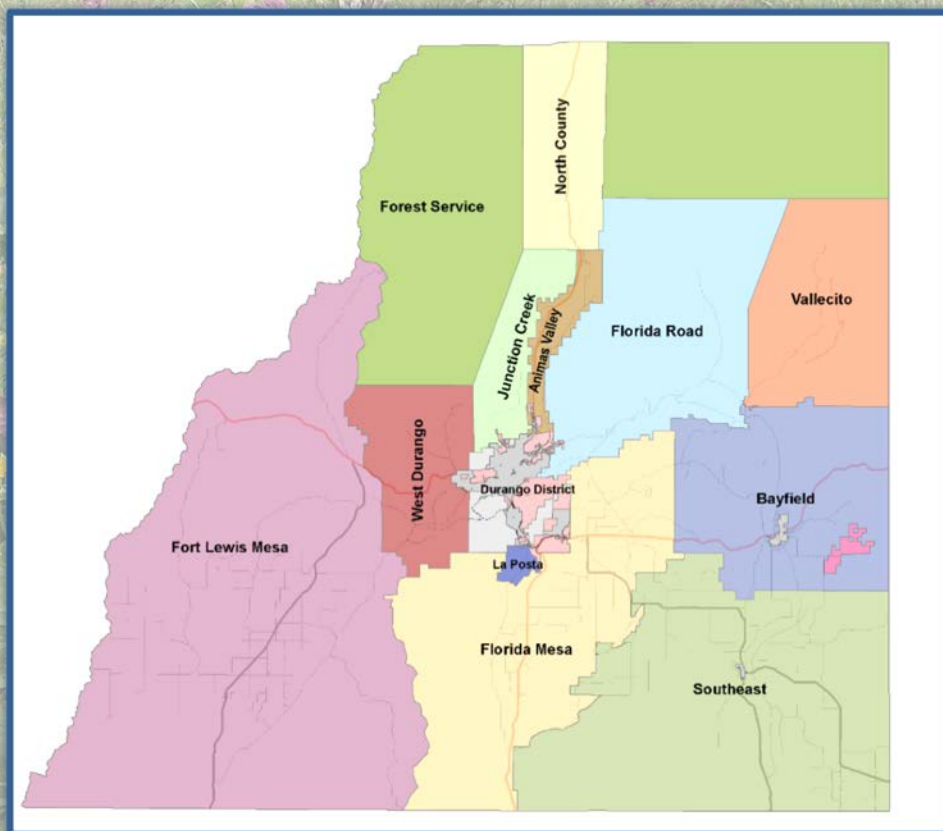 North County
Forest Service
Vallecito
Junction Creek
Animas Valley
Florida Road
West Durango
Durango District
Bayfield
Fort Lewis Mesa
La Posta
Florida Mesa
Southeast